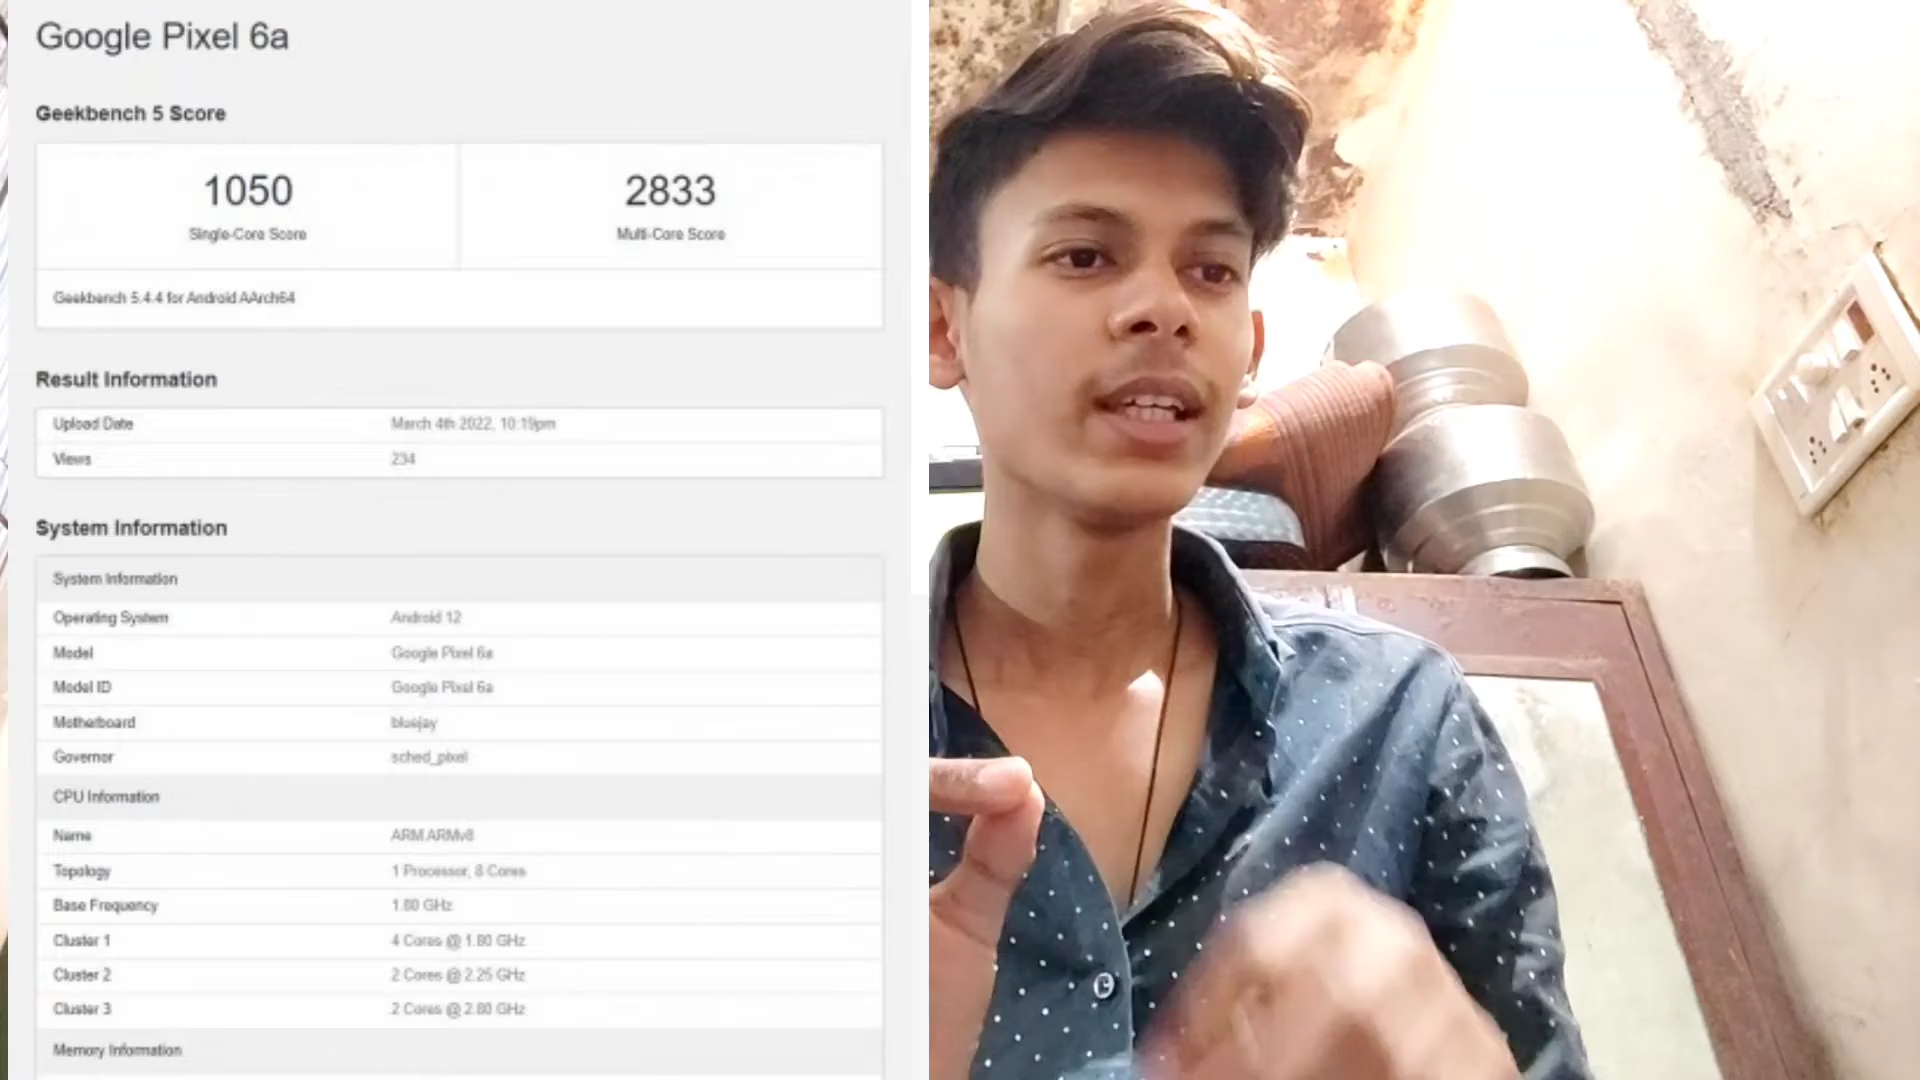 Google Pixel 6a
Geekbench 5 Score
1050
Single-Core Score
2833
Multi-Core Score
Geekbench 5.4.4 for Android AArch64
Result Information
Upload Date March 4th 2022, 10:19pm
Views 234
System Information
System Information
Operating System Android 12
Model Google Pixel 6a
Model ID Google Pixel 6a
Motherboard bluejay
Governor sched_pixel
CPU Information
Name ARM ARMv8
Topology 1 Processor, 8 Cores
Base Frequency 1.80 GHz
Cluster 1 4 Cores @ 1.80 GHz
Cluster 2 2 Cores @ 2.25 GHz
Cluster 3 2 Cores @ 2.80 GHz
Memory Information